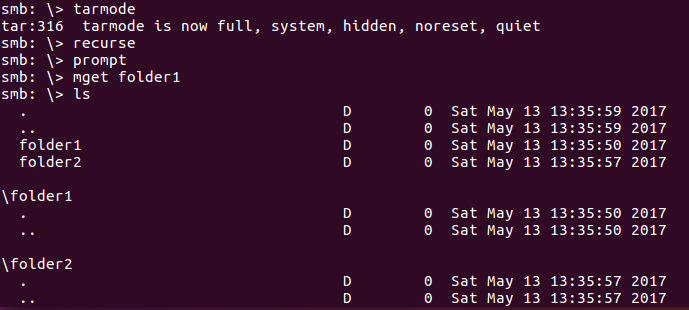 smb: \> tarmode
tar:316  tarmode is now full, system, hidden, noreset, quiet
smb: \> recurse
smb: \> prompt
smb: \> mget folder1
smb: \> ls
  .                                   D        0  Sat May 13 13:35:59 2017
  ..                                  D        0  Sat May 13 13:35:59 2017
  folder1                             D        0  Sat May 13 13:35:50 2017
  folder2                             D        0  Sat May 13 13:35:57 2017

\folder1
  .                                   D        0  Sat May 13 13:35:50 2017
  ..                                  D        0  Sat May 13 13:35:50 2017

\folder2
  .                                   D        0  Sat May 13 13:35:57 2017
  ..                                  D        0  Sat May 13 13:35:57 2017